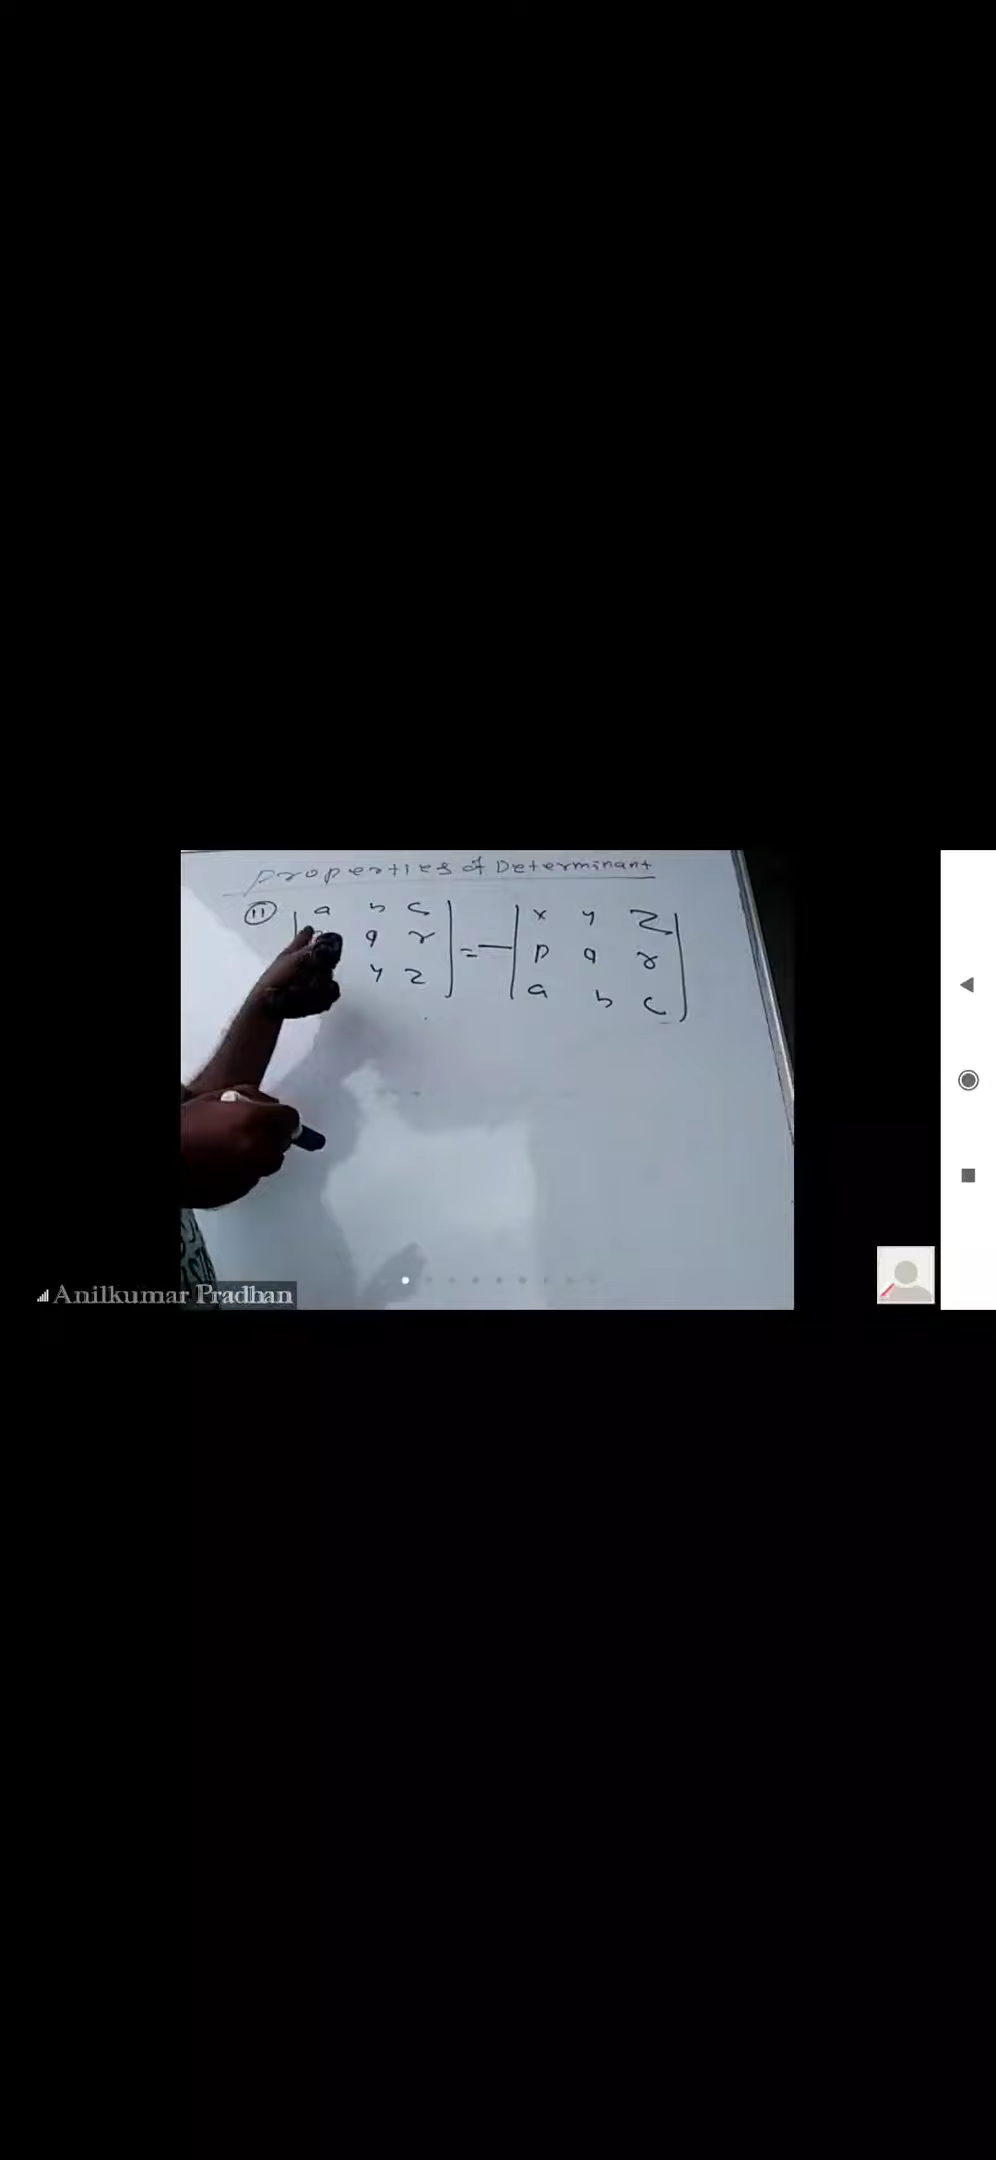 Properties of Determinant
(11) | a b c | = - | x y z |
q r p q r
y z a b c
Anilkumar Pradhan